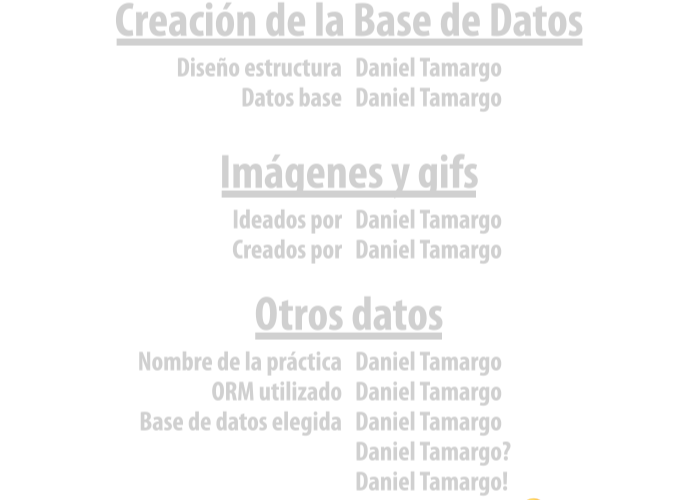 Creación de la Base de Datos
Diseño estructura Daniel Tamargo
Datos base Daniel Tamargo
Imágenes y gifs
Ideados por Daniel Tamargo
Creados por Daniel Tamargo
Otros datos
Nombre de la práctica Daniel Tamargo
ORM utilizado Daniel Tamargo
Base de datos elegida Daniel Tamargo
Daniel Tamargo?
Daniel Tamargo!